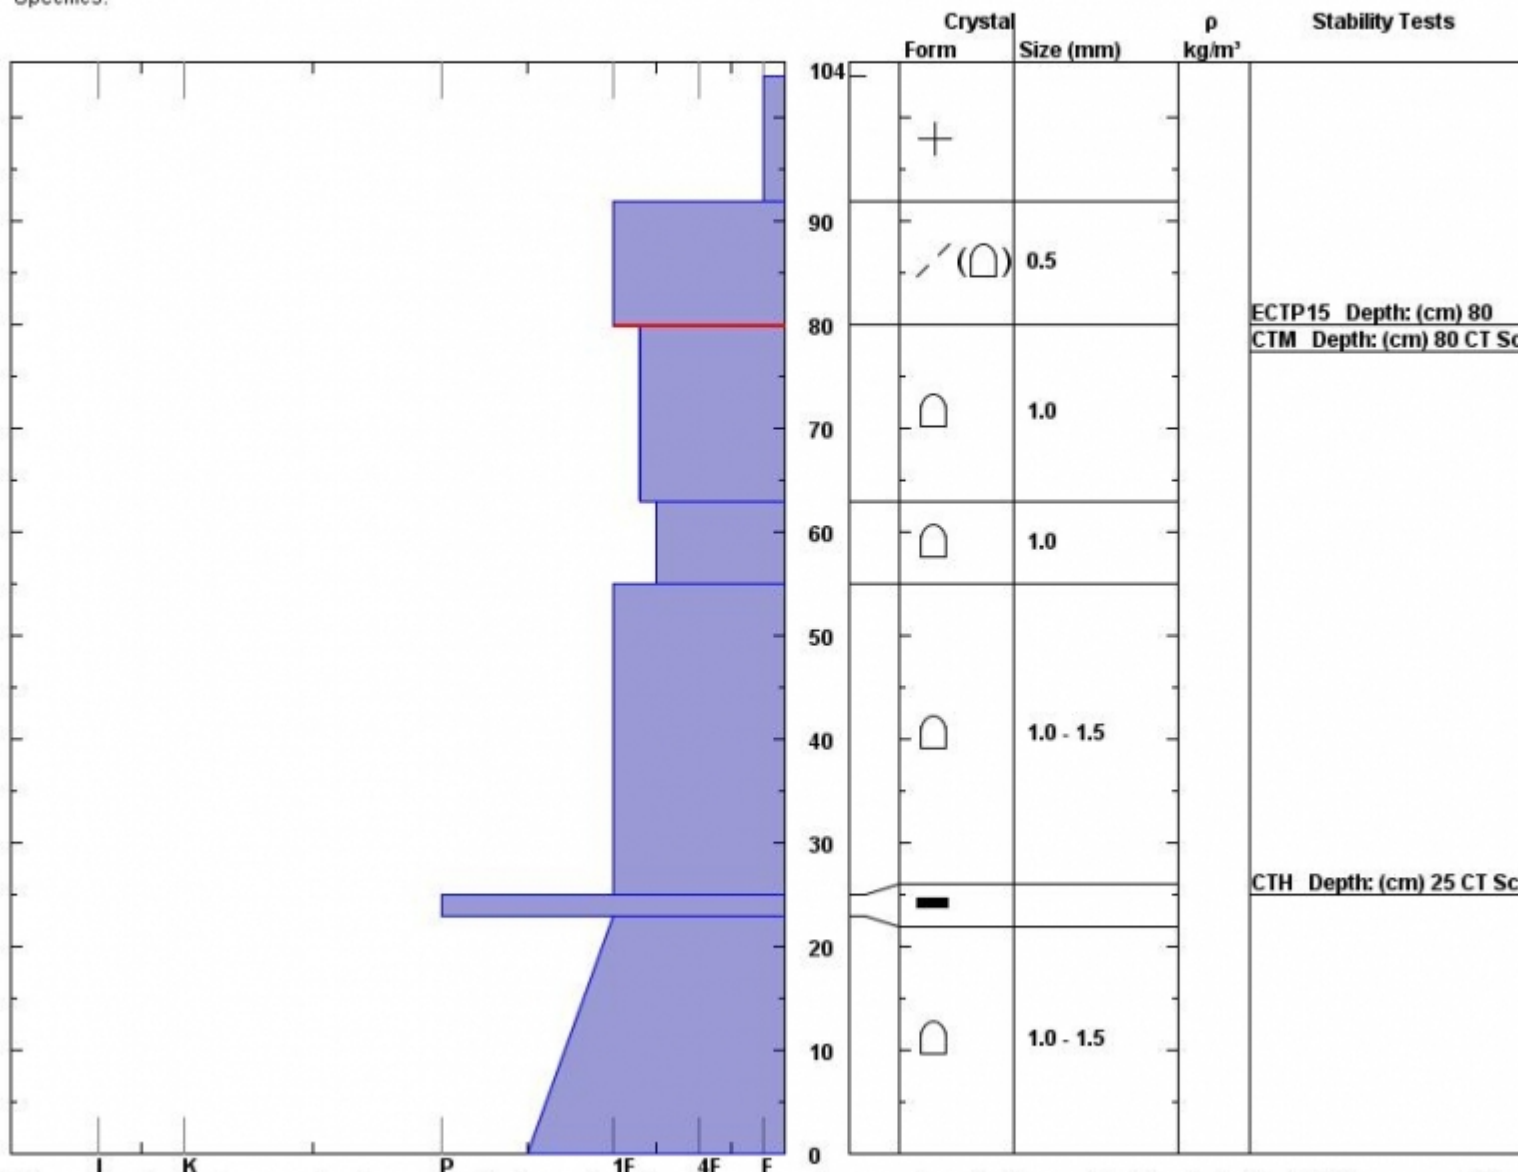 Specifics:
Crystal ρ Stability Tests
Form Size (mm) kg/m³
104
90
0.5
ECTP15 Depth: (cm) 80
80
CTM Depth: (cm) 80 CT Sc
1.0
70
60 1.0
50
1.0 - 1.5
40
30
CTH Depth: (cm) 25 CT Sc
20
1.0 - 1.5
10
0
I K P 1F 4F F